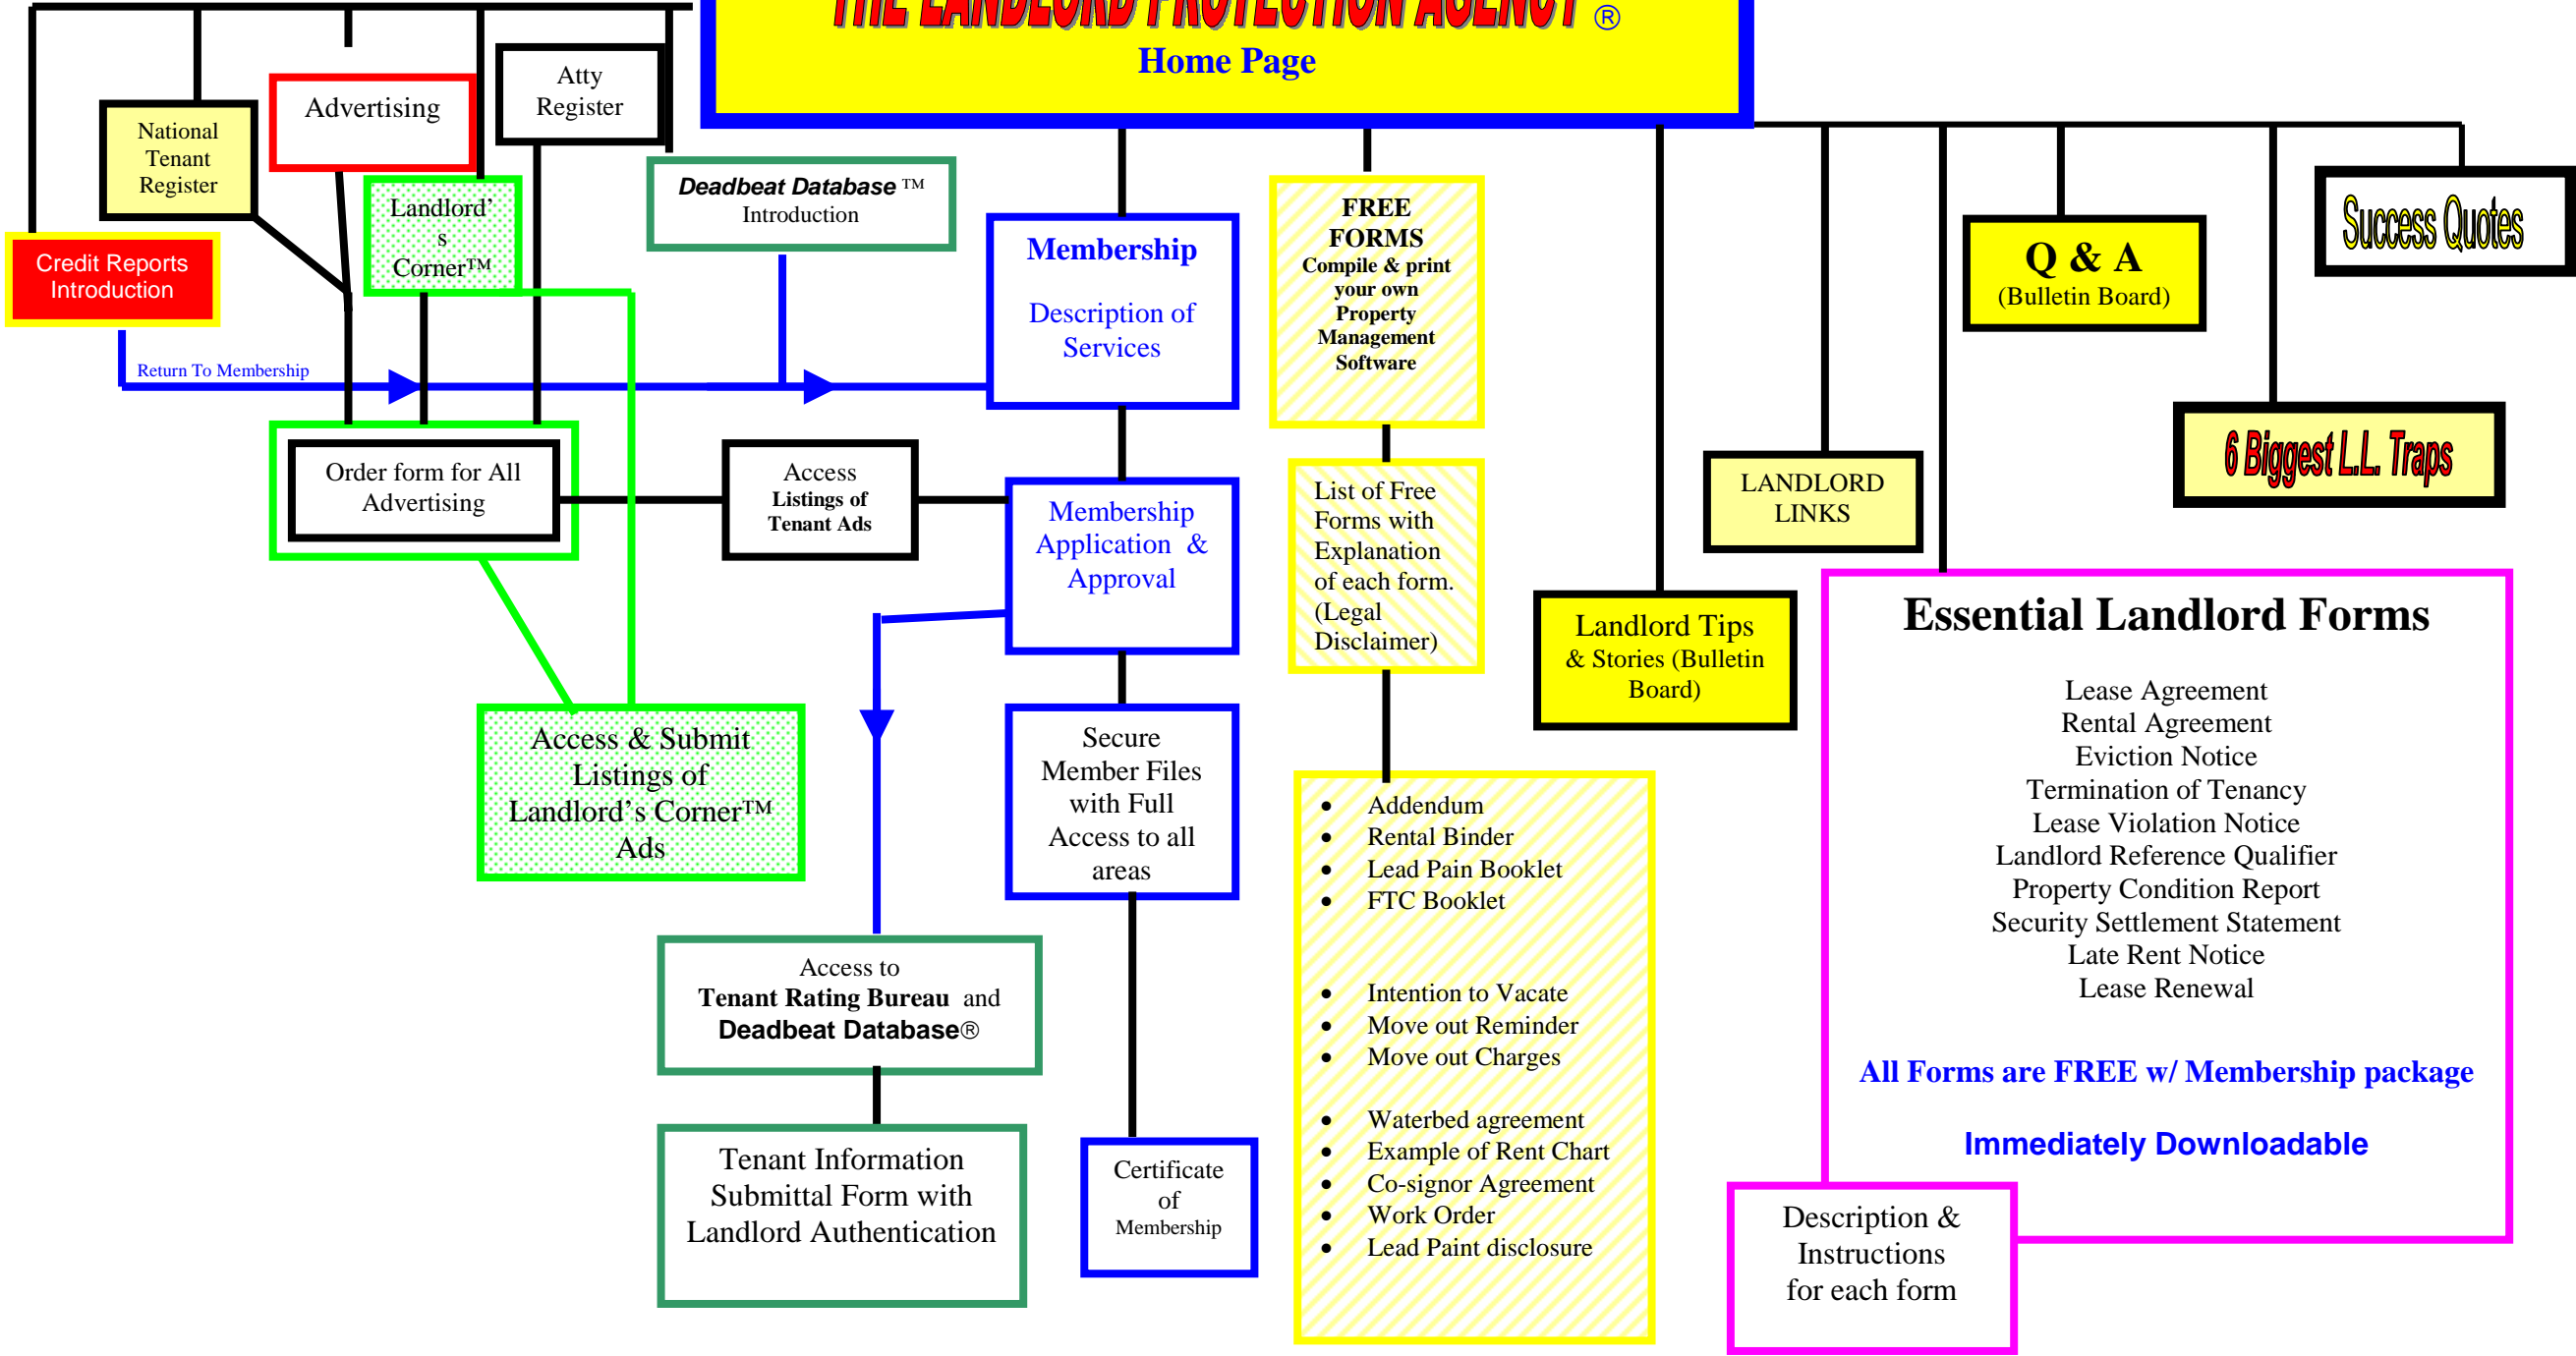 THE LANDLORD PROTECTION AGENCY ®
Home Page
National
Tenant
Register
Advertising
Atty
Register
Landlord’
s
Corner™
Credit Reports
Introduction
Deadbeat Database ™
Introduction
Return To Membership
Membership
Description of
Services
FREE
FORMS
Compile & print
your own
Property
Management
Software
Q & A
(Bulletin Board)
Success Quotes
6 Biggest L.L. Traps
LANDLORD
LINKS
Order form for All
Advertising
Access
Listings of
Tenant Ads
Membership
Application &
Approval
List of Free
Forms with
Explanation
of each form.
(Legal
Disclaimer)
Landlord Tips
& Stories (Bulletin
Board)
Access & Submit
Listings of
Landlord’s Corner™
Ads
Secure
Member Files
with Full
Access to all
areas
• Addendum
• Rental Binder
• Lead Pain Booklet
• FTC Booklet
• Intention to Vacate
• Move out Reminder
• Move out Charges
• Waterbed agreement
• Example of Rent Chart
• Co-signor Agreement
• Work Order
• Lead Paint disclosure
Essential Landlord Forms
Lease Agreement
Rental Agreement
Eviction Notice
Termination of Tenancy
Lease Violation Notice
Landlord Reference Qualifier
Property Condition Report
Security Settlement Statement
Late Rent Notice
Lease Renewal
All Forms are FREE w/ Membership package
Immediately Downloadable
Access to
Tenant Rating Bureau and
Deadbeat Database®
Tenant Information
Submittal Form with
Landlord Authentication
Certificate
of
Membership
Description &
Instructions
for each form